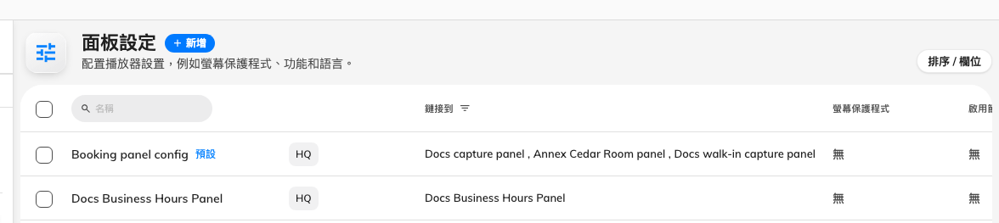 面板設定
+ 新增
配置播放器設置，例如螢幕保護程式、功能和語言。
排序 / 欄位
名稱
鏈接到
螢幕保護程式
啟用
Booking panel config 預設
HQ
Docs capture panel , Annex Cedar Room panel , Docs walk-in capture panel
無
無
Docs Business Hours Panel
HQ
Docs Business Hours Panel
無
無